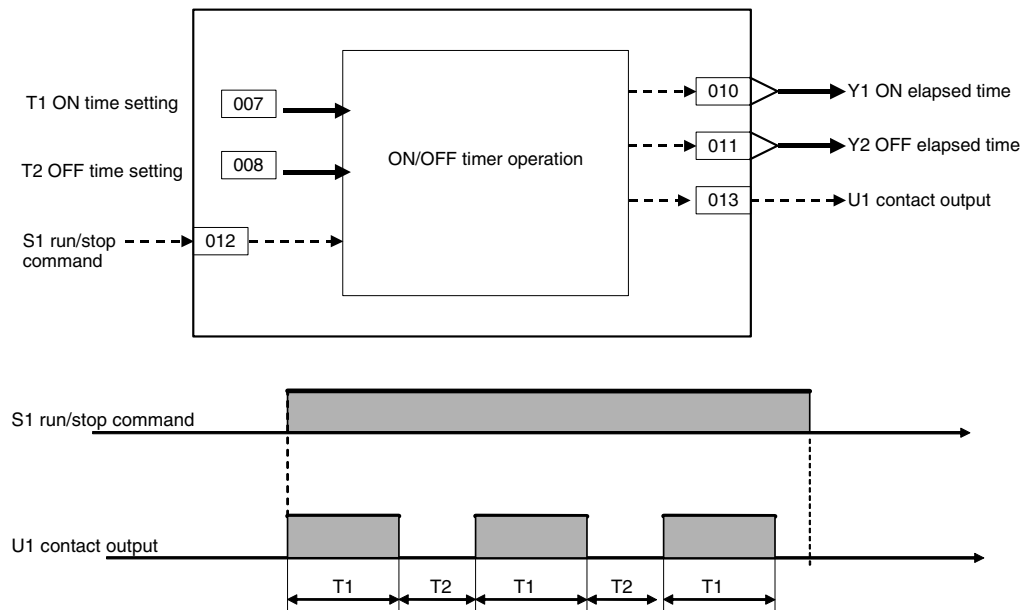 T1 ON time setting
007
T2 OFF time setting
008
S1 run/stop
command
012
ON/OFF timer operation
010
Y1 ON elapsed time
011
Y2 OFF elapsed time
013
U1 contact output
S1 run/stop command
U1 contact output
T1
T2
T1
T2
T1